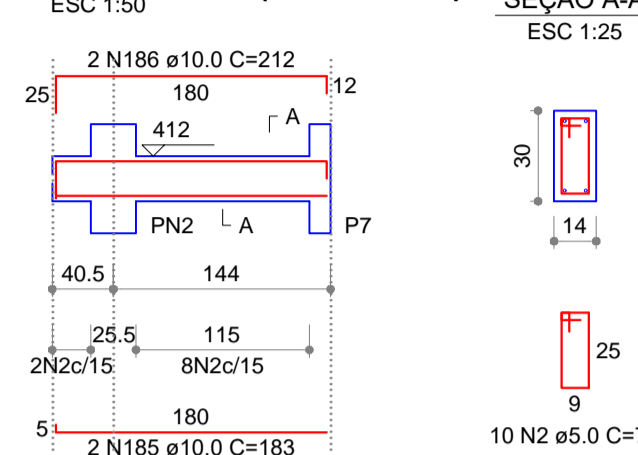 ESC 1:50
2 N186 ø10.0 C=212
25
180
12
A
412
PN2
A
P7
40.5
144
25.5
115
2N2c/15
8N2c/15
5
180
2 N185 ø10.0 C=183
SEÇÃO A-A
ESC 1:25
30
14
25
9
10 N2 ø5.0